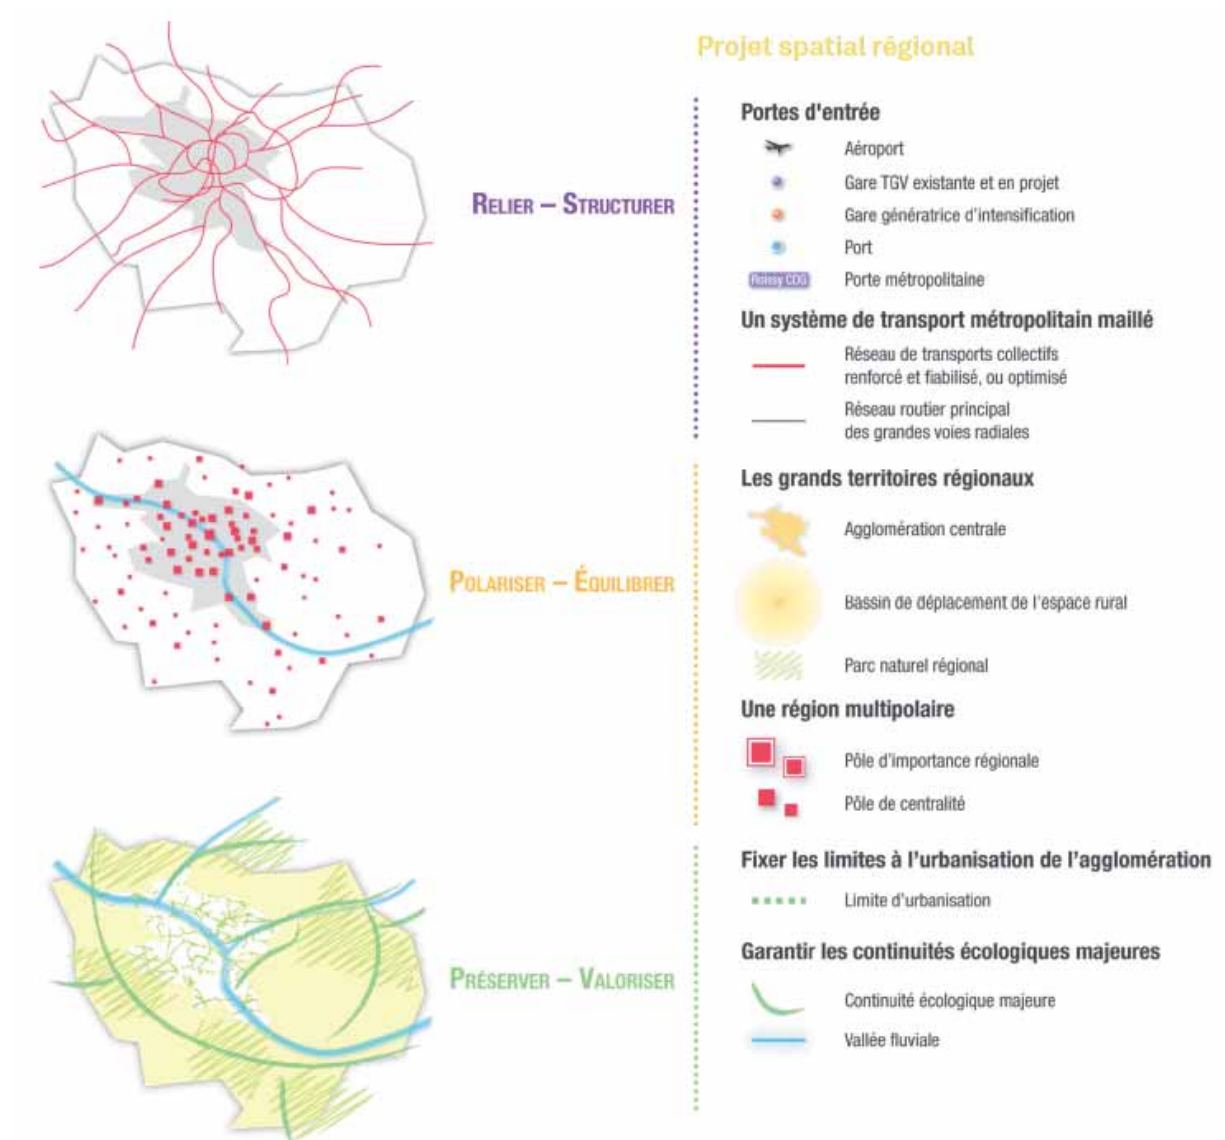 Projet spatial régional
Portes d'entrée
Aéroport
Gare TGV existante et en projet
Gare génératrice d'intensification
Port
Roissy CDG
Porte métropolitaine
RELIER – STRUCTURER
Un système de transport métropolitain maillé
Réseau de transports collectifs
renforcé et fiabilisé, ou optimisé
Réseau routier principal
des grandes voies radiales
Les grands territoires régionaux
Agglomération centrale
POLARISER – ÉQUILIBRER
Bassin de déplacement de l'espace rural
Parc naturel régional
Une région multipolaire
Pôle d'importance régionale
Pôle de centralité
Fixer les limites à l'urbanisation de l'agglomération
Limite d'urbanisation
PRÉSERVER – VALORISER
Garantir les continuités écologiques majeures
Continuité écologique majeure
Vallée fluviale